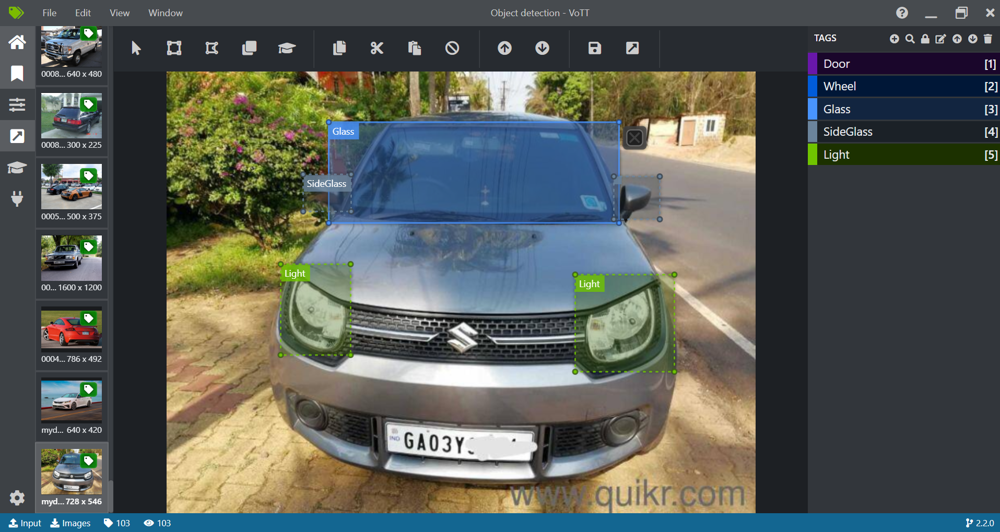 File Edit View Window
Object detection - VoTT
TAGS
Door [1]
Wheel [2]
Glass [3]
SideGlass [4]
Light [5]
0008... 640 x 480
0008... 300 x 225
0005... 500 x 375
00... 1600 x 1200
0004... 786 x 492
myd... 640 x 420
myd... 728 x 546
Glass
SideGlass
Light
Light
IND GA03Y
www.quikr.com
Input Images 103 103
2.2.0